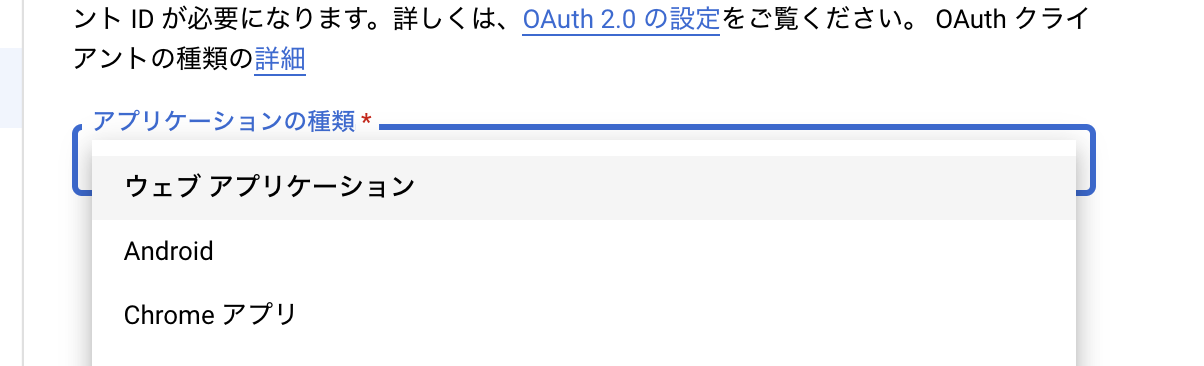 ント ID が必要になります。詳しくは、OAuth 2.0 の設定をご覧ください。 OAuth クライ
アントの種類の詳細
アプリケーションの種類 *
ウェブ アプリケーション
Android
Chrome アプリ